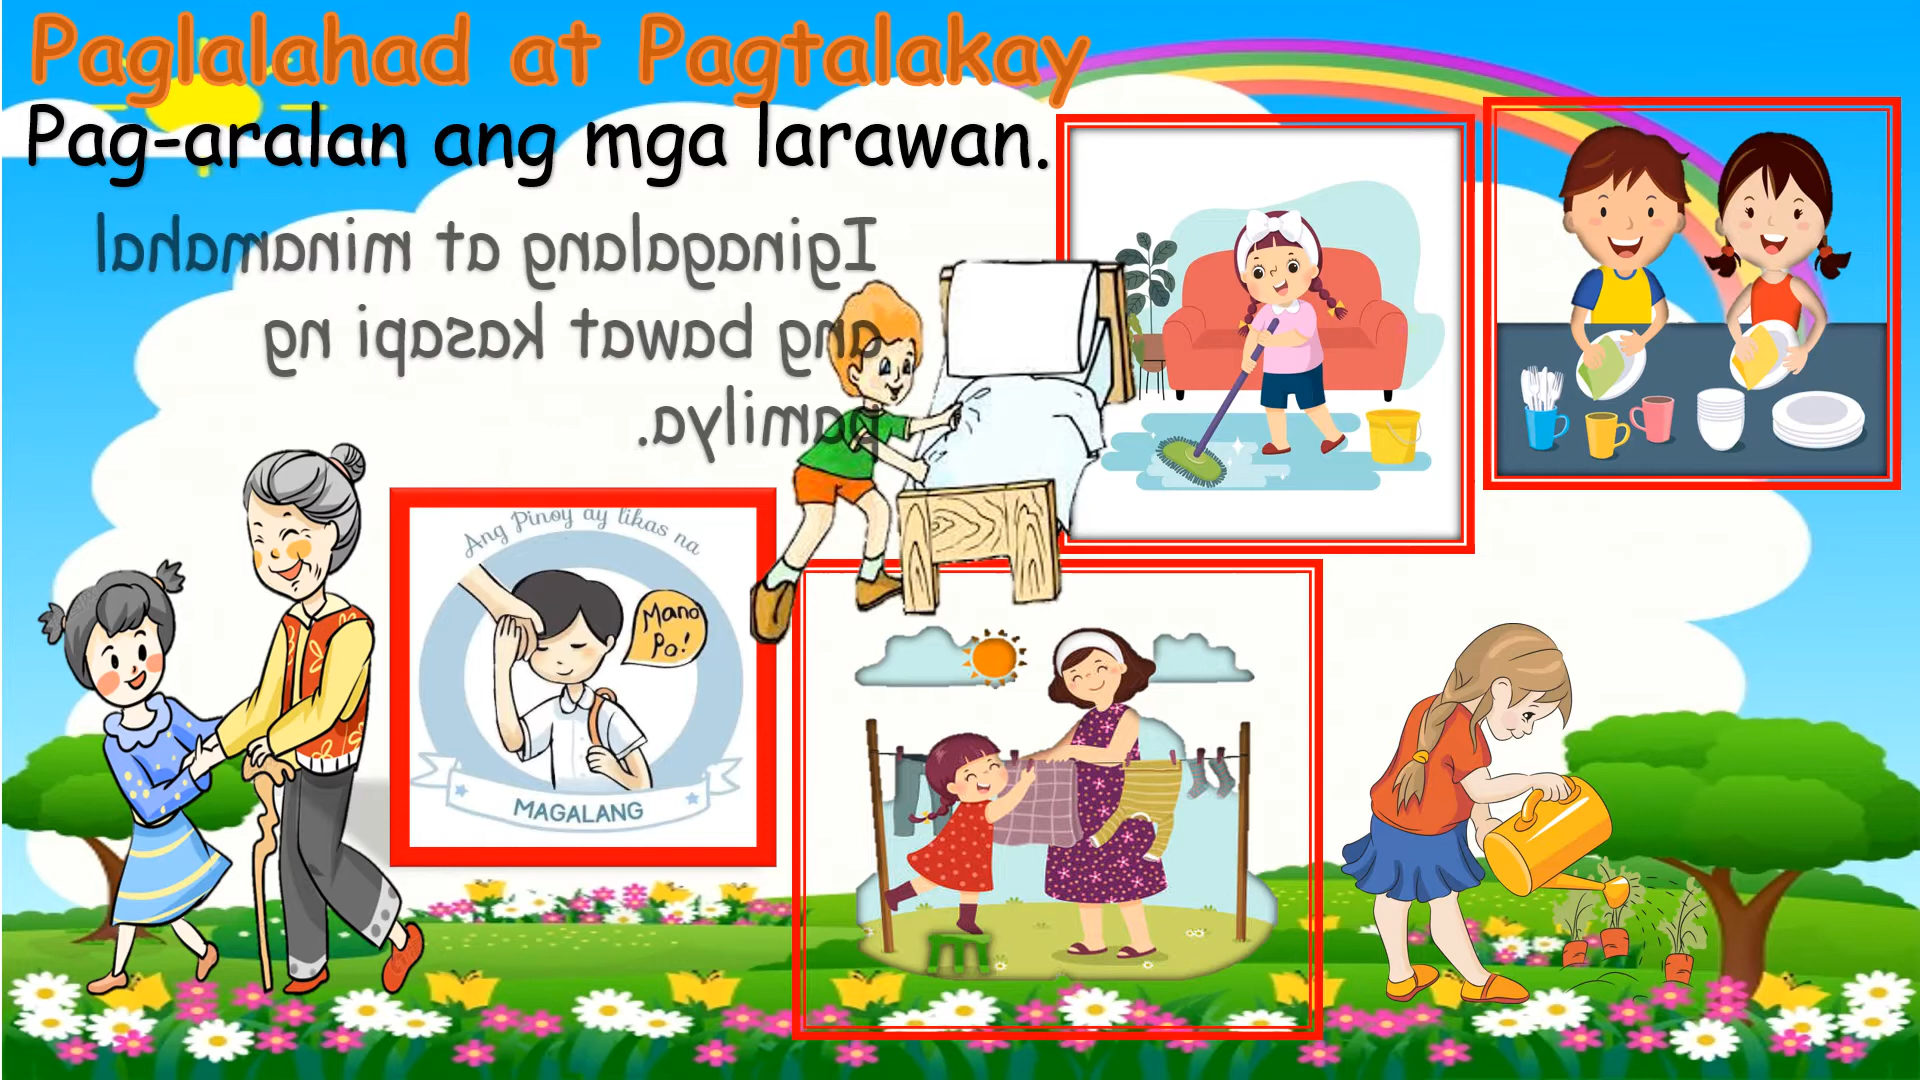 Paglalahad at Pagtalakay
Pag-aralan ang mga larawan.
Iginagalang at minamahal
ang bawat kasapi ng
pamilya.
Ang Pinoy ay likas na
Mano
Po!
MAGALANG